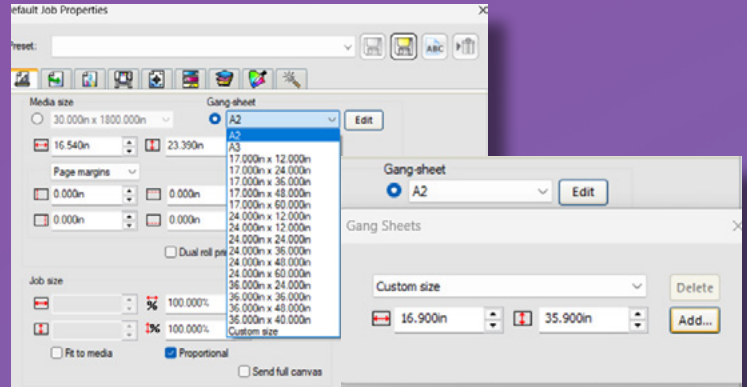 efault Job Properties
reset:
ABC
Media size
Gang-sheet
30.000in x 1800.000in
A2
Edit
16.540in
23.390in
Page margins
0.000in
0.000in
0.000in
0.000in
Dual roll pr
A2
A3
17.000in x 12.000in
17.000in x 24.000in
17.000in x 36.000in
17.000in x 48.000in
17.000in x 60.000in
24.000in x 12.000in
24.000in x 12.000in
24.000in x 24.000in
24.000in x 36.000in
24.000in x 48.000in
24.000in x 60.000in
36.000in x 24.000in
36.000in x 36.000in
36.000in x 48.000in
36.000in x 40.000in
Custom size
Job size
% 100.000%
% 100.000%
Fit to media
Proportional
Send full canvas
Gang-sheet
A2
Edit
Gang Sheets
Custom size
Delete
16.900in
35.900in
Add...